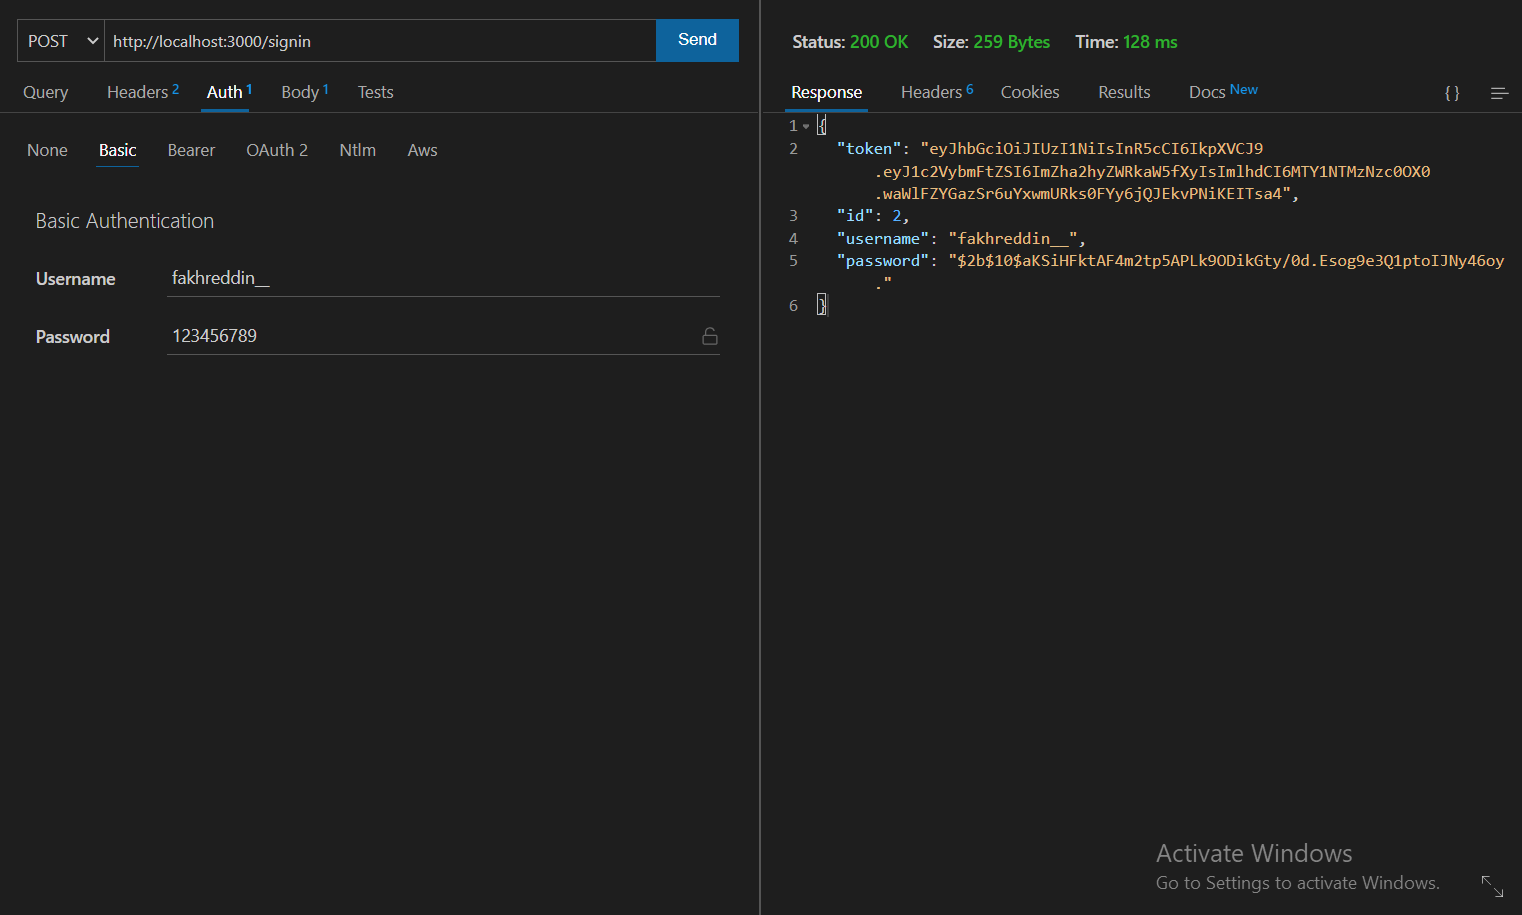 POST http://localhost:3000/signin Send
Query Headers 2 Auth 1 Body 1 Tests
None Basic Bearer OAuth 2 Ntlm Aws
Basic Authentication
Username fakhreddin__
Password 123456789
Status: 200 OK Size: 259 Bytes Time: 128 ms
Response Headers 6 Cookies Results Docs New {}
1 {
2 "token": "eyJhbGciOiJIUzI1NiIsInR5cCI6IkpXVCJ9
.eyJ1c2VybmFtZSI6ImZha2hyZWRkaW5fXyIsImlhdCI6MTY1NTMzNzc0OX0
.waWlFZYGazSr6uYxwmURks0FYy6jQJEkvPNiKEITsa4",
3 "id": 2,
4 "username": "fakhreddin__",
5 "password": "$2b$10$aKSiHFktAF4m2tp5APLk9ODikGty/0d.Esog9e3Q1ptoIJNy46oy
."
6 }
Activate Windows
Go to Settings to activate Windows.